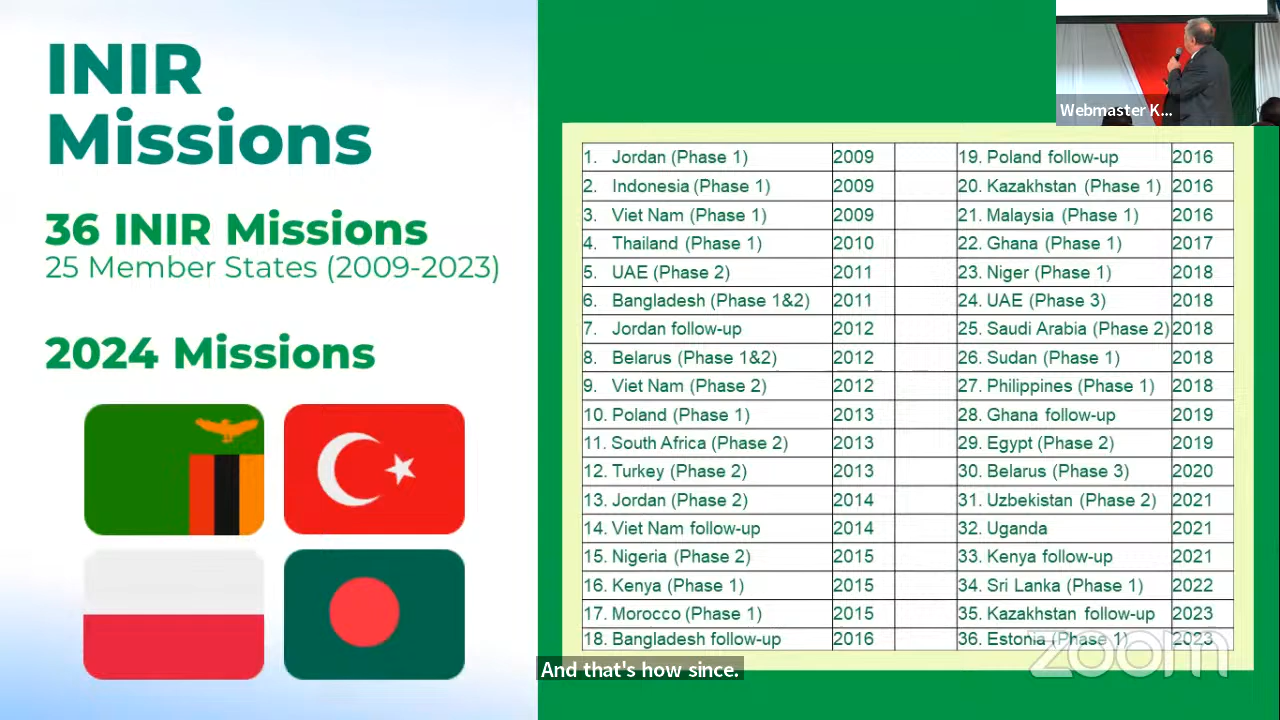 INIR
Missions
36 INIR Missions
25 Member States (2009-2023)
2024 Missions
1. Jordan (Phase 1) 2009
2. Indonesia (Phase 1) 2009
3. Viet Nam (Phase 1) 2009
4. Thailand (Phase 1) 2010
5. UAE (Phase 2) 2011
6. Bangladesh (Phase 1&2) 2011
7. Jordan follow-up 2012
8. Belarus (Phase 1&2) 2012
9. Viet Nam (Phase 2) 2012
10. Poland (Phase 1) 2013
11. South Africa (Phase 2) 2013
12. Turkey (Phase 2) 2013
13. Jordan (Phase 2) 2014
14. Viet Nam follow-up 2014
15. Nigeria (Phase 2) 2015
16. Kenya (Phase 1) 2015
17. Morocco (Phase 1) 2015
18. Bangladesh follow-up 2016
19. Poland follow-up 2016
20. Kazakhstan (Phase 1) 2016
21. Malaysia (Phase 1) 2016
22. Ghana (Phase 1) 2017
23. Niger (Phase 1) 2018
24. UAE (Phase 3) 2018
25. Saudi Arabia (Phase 2) 2018
26. Sudan (Phase 1) 2018
27. Philippines (Phase 1) 2018
28. Ghana follow-up 2019
29. Egypt (Phase 2) 2019
30. Belarus (Phase 3) 2020
31. Uzbekistan (Phase 2) 2021
32. Uganda 2021
33. Kenya follow-up 2021
34. Sri Lanka (Phase 1) 2022
35. Kazakhstan follow-up 2023
36. Estonia (Phase 1) 2023
Webmaster K...
And that's how since.
zoom